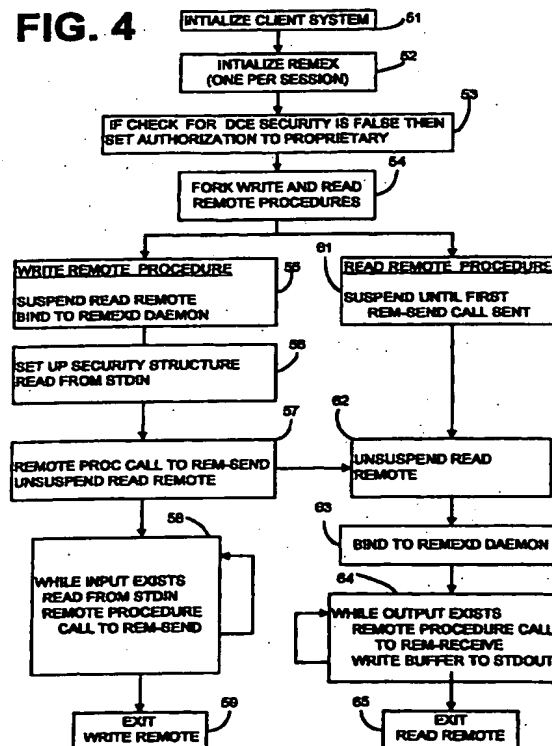 FIG. 4
INTIALIZE CLIENT SYSTEM
51
INTIALIZE REMEX
(ONE PER SESSION)
52
IF CHECK FOR DCE SECURITY IS FALSE THEN
SET AUTHORIZATION TO PROPRIETARY
53
FORK WRITE AND READ
REMOTE PROCEDURES
54
WRITE REMOTE PROCEDURE
SUSPEND READ REMOTE
BIND TO REMEXD DAEMON
55
SET UP SECURITY STRUCTURE
READ FROM STDIN
56
REMOTE PROC CALL TO REM-SEND
UNSUSPEND READ REMOTE
57
WHILE INPUT EXISTS
READ FROM STDIN
REMOTE PROCEDURE
CALL TO REM-SEND
58
EXIT
WRITE REMOTE
59
READ REMOTE PROCEDURE
SUSPEND UNTIL FIRST
REM-SEND CALL SENT
61
UNSUSPEND READ
REMOTE
62
BIND TO REMEXD DAEMON
63
WHILE OUTPUT EXISTS
REMOTE PROCEDURE CALL
TO REM-RECEIVE
WRITE BUFFER TO STDOUT
64
EXIT
READ REMOTE
65